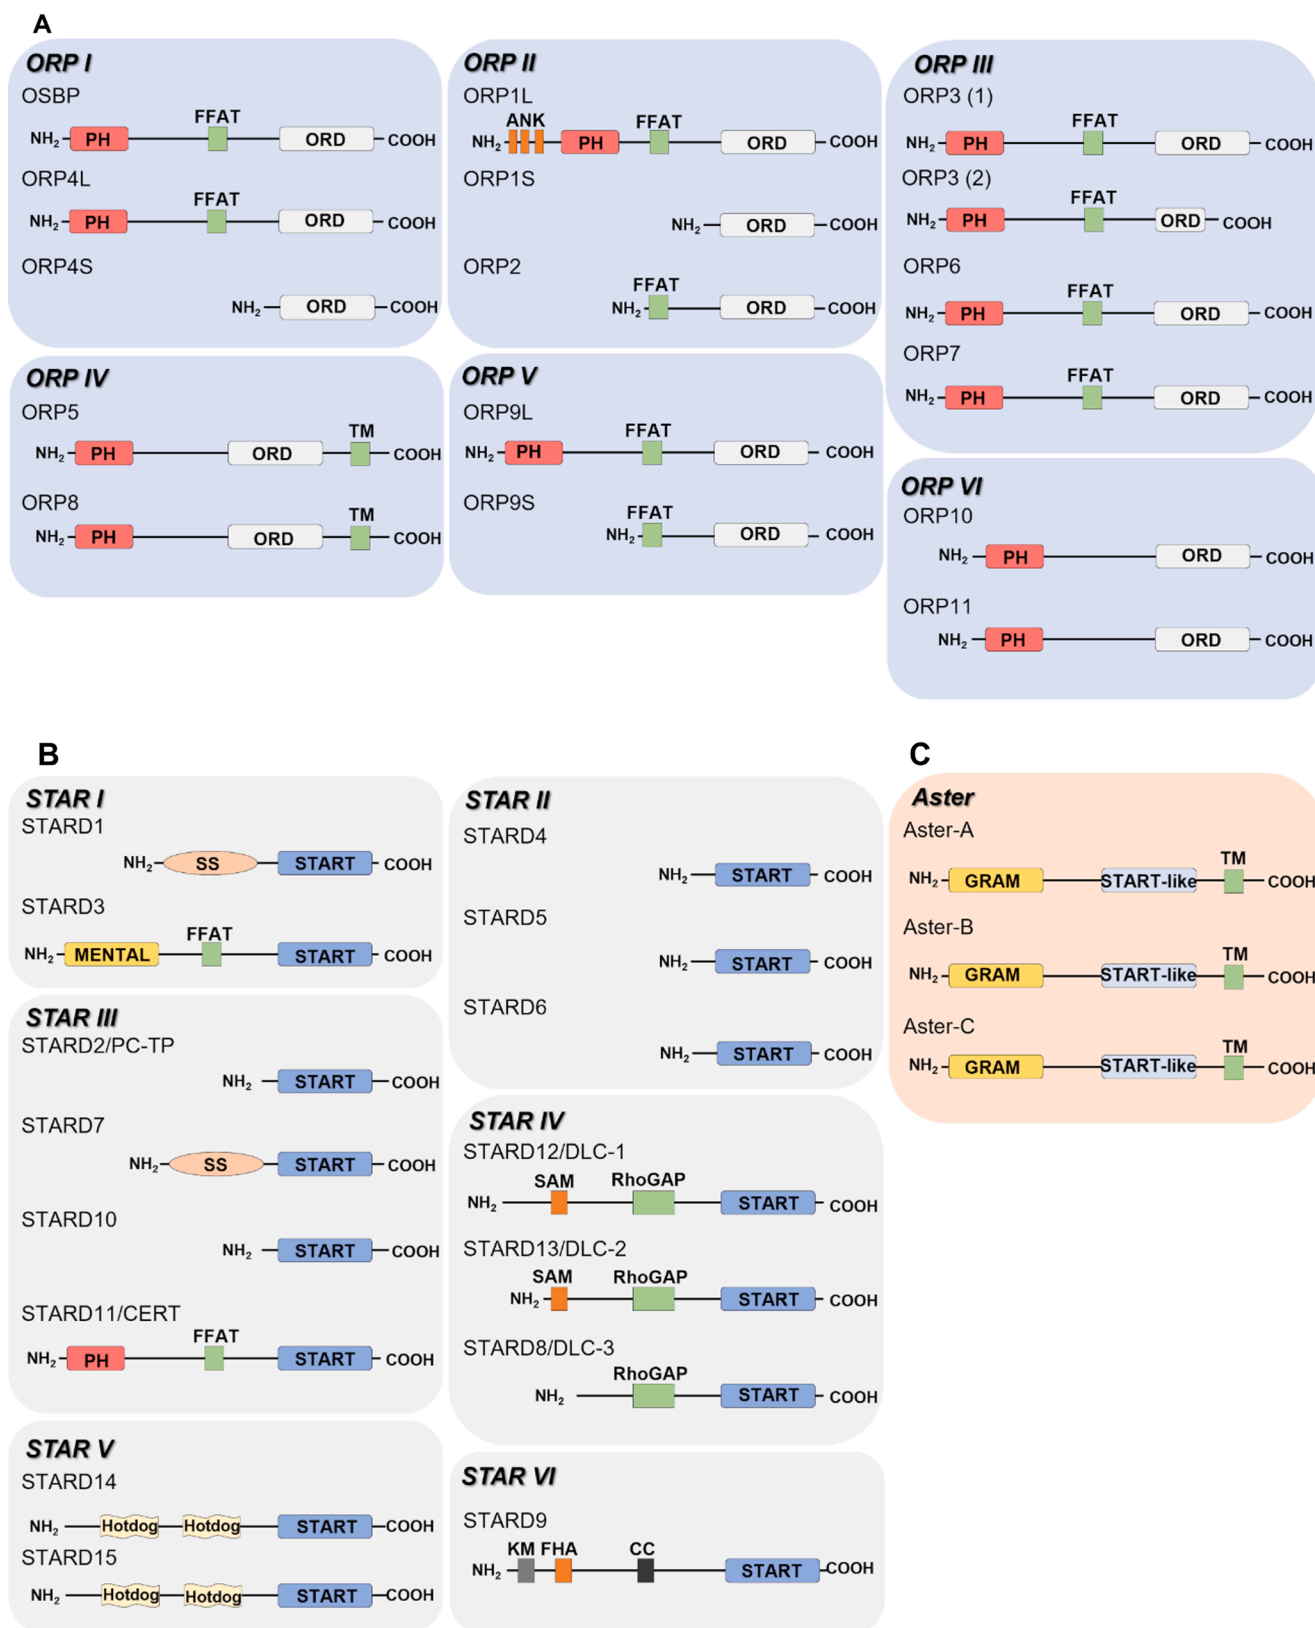 A
ORP I
OSBP
FFAT
NH2 PH ORD COOH
ORP4L
FFAT
NH2 PH ORD COOH
ORP4S
NH2 ORD COOH
ORP II
ORP1L
ANK FFAT
NH2 PH ORD COOH
ORP1S
NH2 ORD COOH
ORP2
FFAT
NH2 ORD COOH
ORP III
ORP3 (1)
FFAT
NH2 PH ORD COOH
ORP3 (2)
FFAT
NH2 PH ORD COOH
ORP6
FFAT
NH2 PH ORD COOH
ORP7
FFAT
NH2 PH ORD COOH
ORP IV
ORP5
TM
NH2 PH ORD COOH
ORP8
TM
NH2 PH ORD COOH
ORP V
ORP9L
FFAT
NH2 PH ORD COOH
ORP9S
FFAT
NH2 ORD COOH
ORP VI
ORP10
NH2 PH ORD COOH
ORP11
NH2 PH ORD COOH
B
STAR I
STARD1
NH2 SS START COOH
STARD3
FFAT
NH2 MENTAL START COOH
STAR II
STARD4
NH2 START COOH
STARD5
NH2 START COOH
STARD6
NH2 START COOH
STAR III
STARD2/PC-TP
NH2 START COOH
STARD7
NH2 SS START COOH
STARD10
NH2 START COOH
STARD11/CERT
FFAT
NH2 PH START COOH
STAR IV
STARD12/DLC-1
SAM RhoGAP
NH2 START COOH
STARD13/DLC-2
SAM RhoGAP
NH2 START COOH
STARD8/DLC-3
RhoGAP
NH2 START COOH
STAR V
STARD14
NH2 Hotdog Hotdog START COOH
STARD15
NH2 Hotdog Hotdog START COOH
STAR VI
STARD9
KM FHA CC
NH2 START COOH
C
Aster
Aster-A
TM
NH2 GRAM START-like COOH
Aster-B
TM
NH2 GRAM START-like COOH
Aster-C
TM
NH2 GRAM START-like COOH